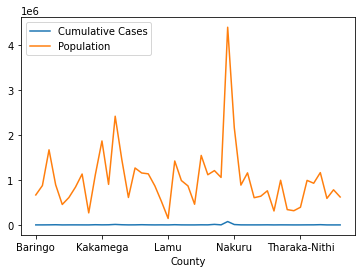 1e6
Cumulative Cases
Population
4
3
2
1
0
Baringo Kakamega Lamu Nakuru Tharaka-Nithi
County